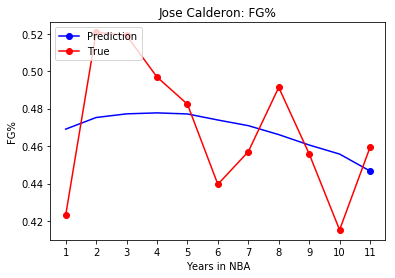 Jose Calderon: FG%
Prediction
True
FG%
0.52
0.50
0.48
0.46
0.44
0.42
1 2 3 4 5 6 7 8 9 10 11
Years in NBA